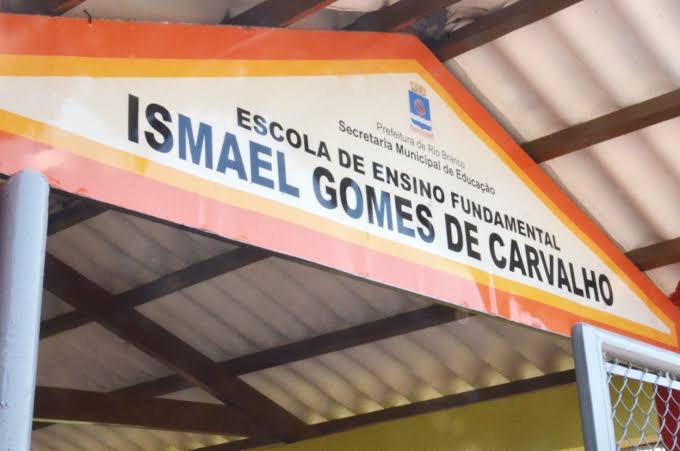 Prefeitura de Rio Branco
Secretaria Municipal de Educação
ESCOLA DE ENSINO FUNDAMENTAL
ISMAEL GOMES DE CARVALHO